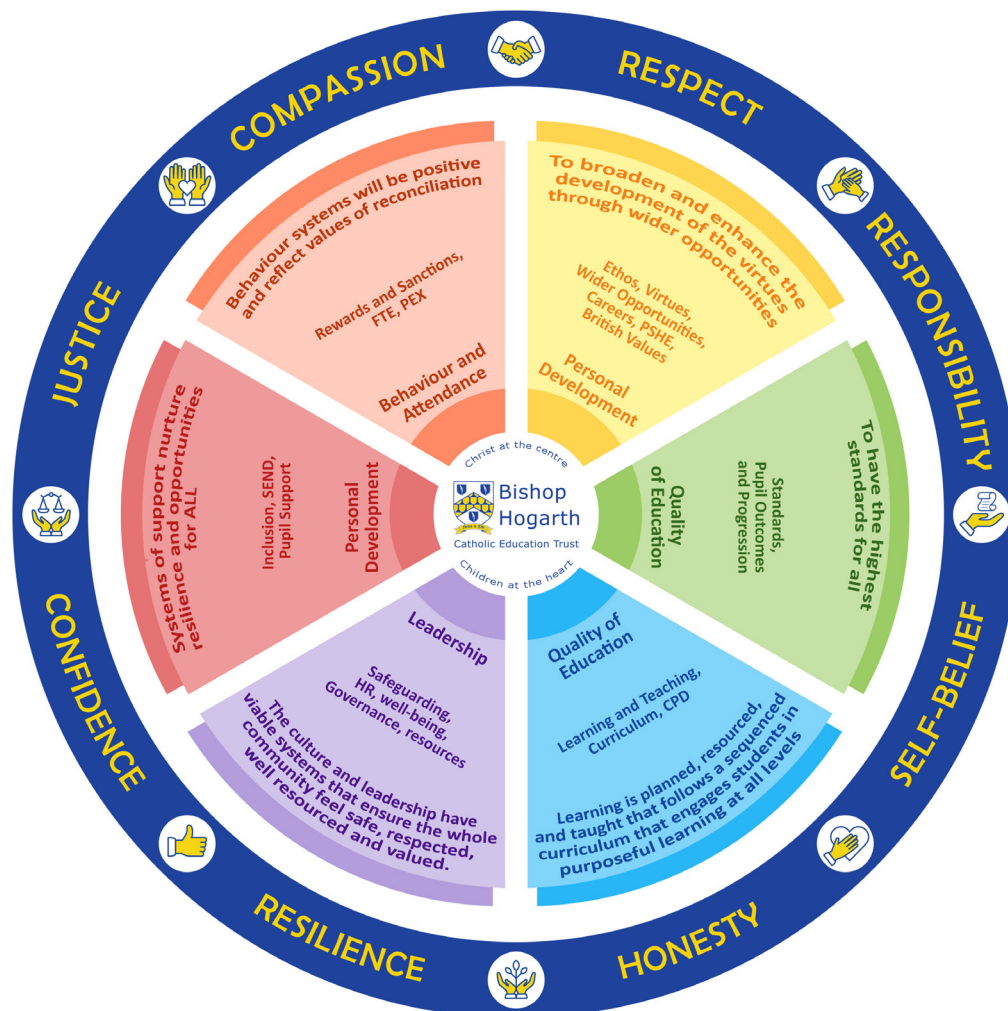 COMPASSION
RESPECT
RESPONSIBILITY
SELF-BELIEF
HONESTY
RESILIENCE
CONFIDENCE
JUSTICE
Behaviour systems will be positive
and reflect values of reconciliation
Rewards and Sanctions,
FTE, PEX
Behaviour and
Attendance
To broaden and enhance the
development of the virtues
through wider opportunities
Ethos, Virtues,
Wider Opportunities,
Careers, PSHE,
British Values
Personal
Development
To have the highest
standards for all
Standards,
Pupil Outcomes
and Progression
Quality
of Education
Quality of
Education
Learning and Teaching,
Curriculum, CPD
Learning is planned, resourced,
and taught that follows a sequenced
curriculum that engages students in
purposeful learning at all levels
Leadership
Safeguarding,
HR, well-being,
Governance, resources
The culture and leadership have
viable systems that ensure the whole
community feel safe, respected,
well resourced and valued.
Systems of support nurture
resilience and opportunities
for ALL
Inclusion, SEND,
Pupil Support
Personal
Development
Christ at the centre
Bishop
Hogarth
Catholic Education Trust
Children at the heart